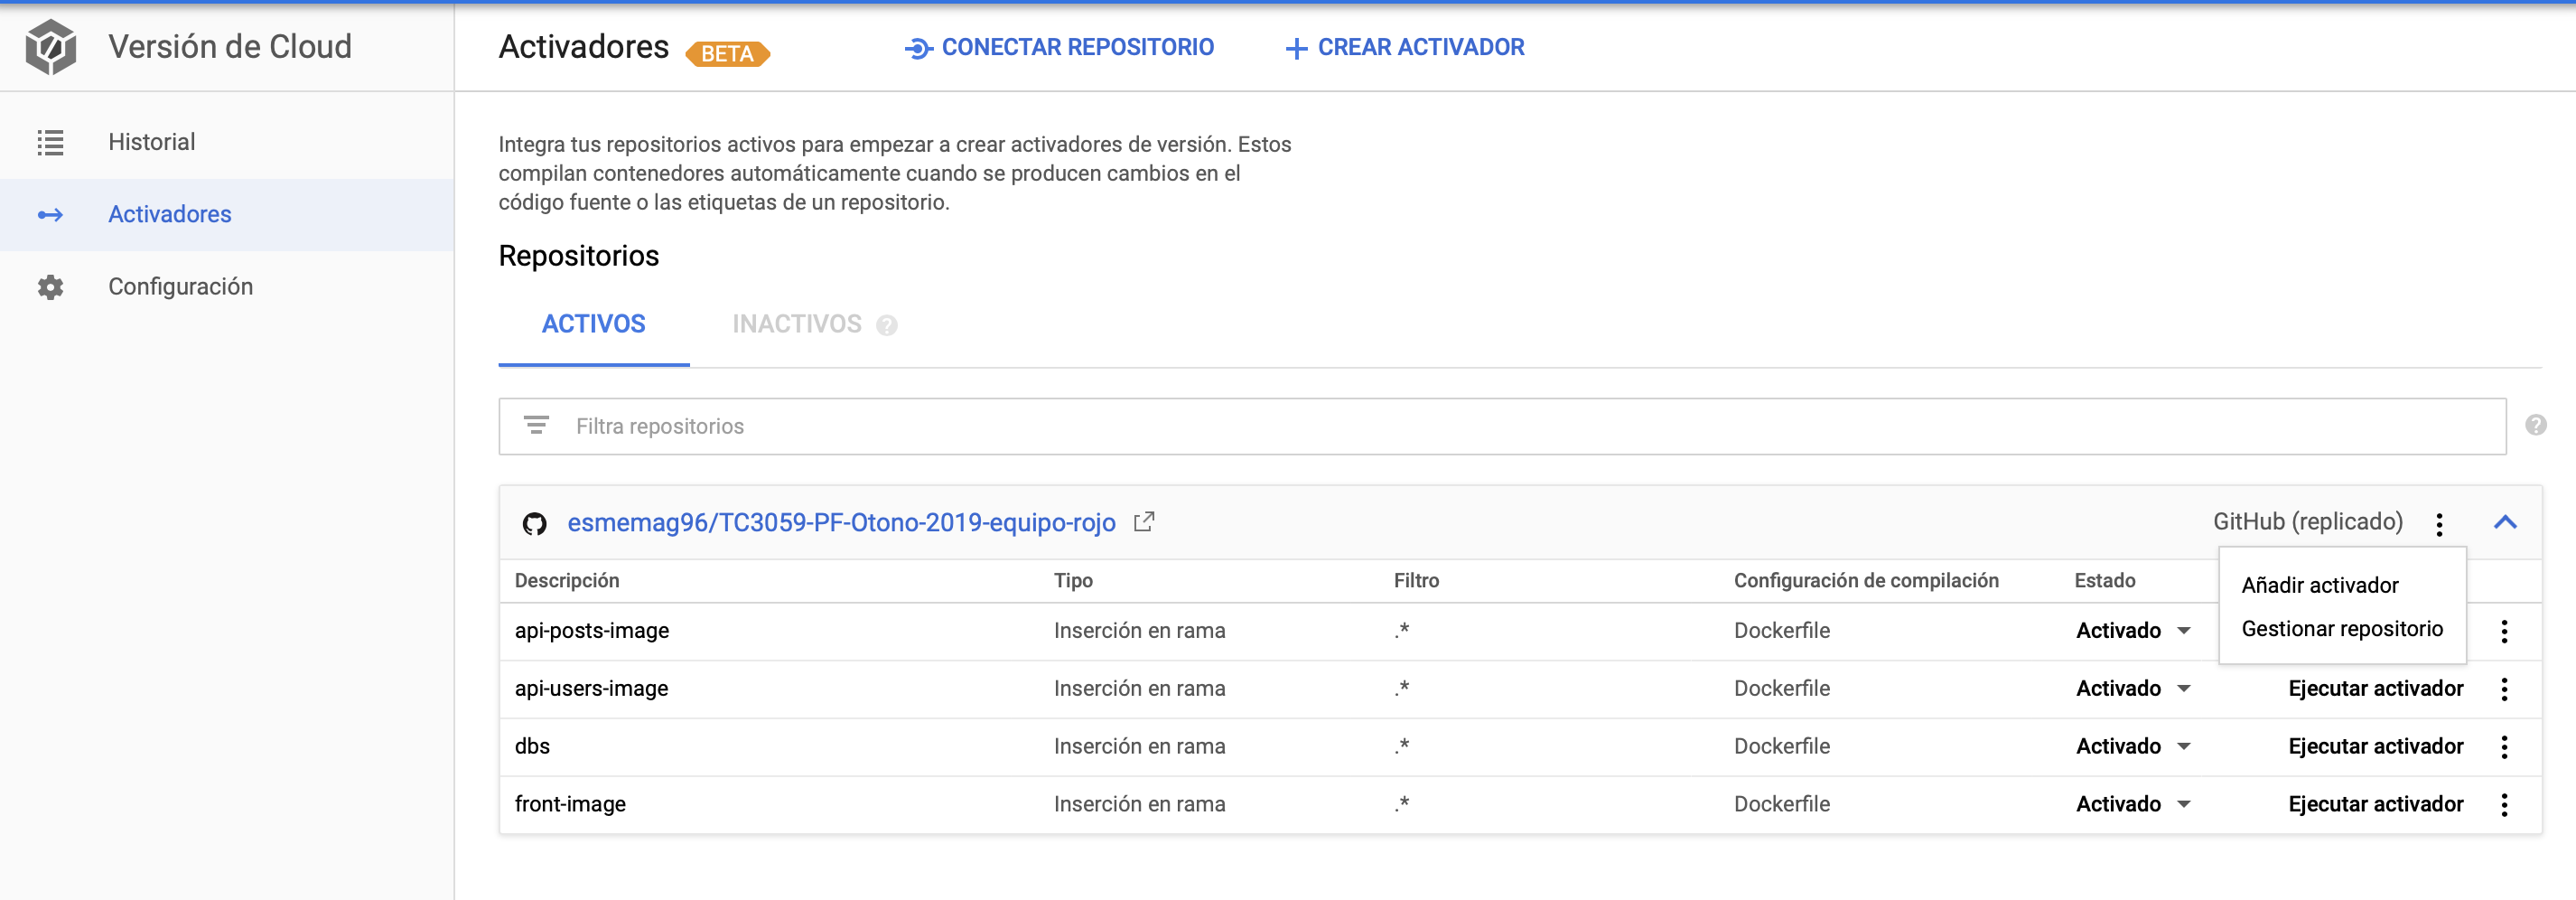 Versión de Cloud
Historial
Activadores
Configuración
Activadores BETA CONECTAR REPOSITORIO CREAR ACTIVADOR
Integra tus repositorios activos para empezar a crear activadores de versión. Estos
compilan contenedores automáticamente cuando se producen cambios en el
código fuente o las etiquetas de un repositorio.
Repositorios
ACTIVOS INACTIVOS ?
Filtra repositorios ?
esmemag96/TC3059-PF-Otono-2019-equipo-rojo GitHub (replicado)
Añadir activador
Gestionar repositorio
Descripción Tipo Filtro Configuración de compilación Estado
api-posts-image Inserción en rama .* Dockerfile Activado
api-users-image Inserción en rama .* Dockerfile Activado Ejecutar activador
dbs Inserción en rama .* Dockerfile Activado Ejecutar activador
front-image Inserción en rama .* Dockerfile Activado Ejecutar activador